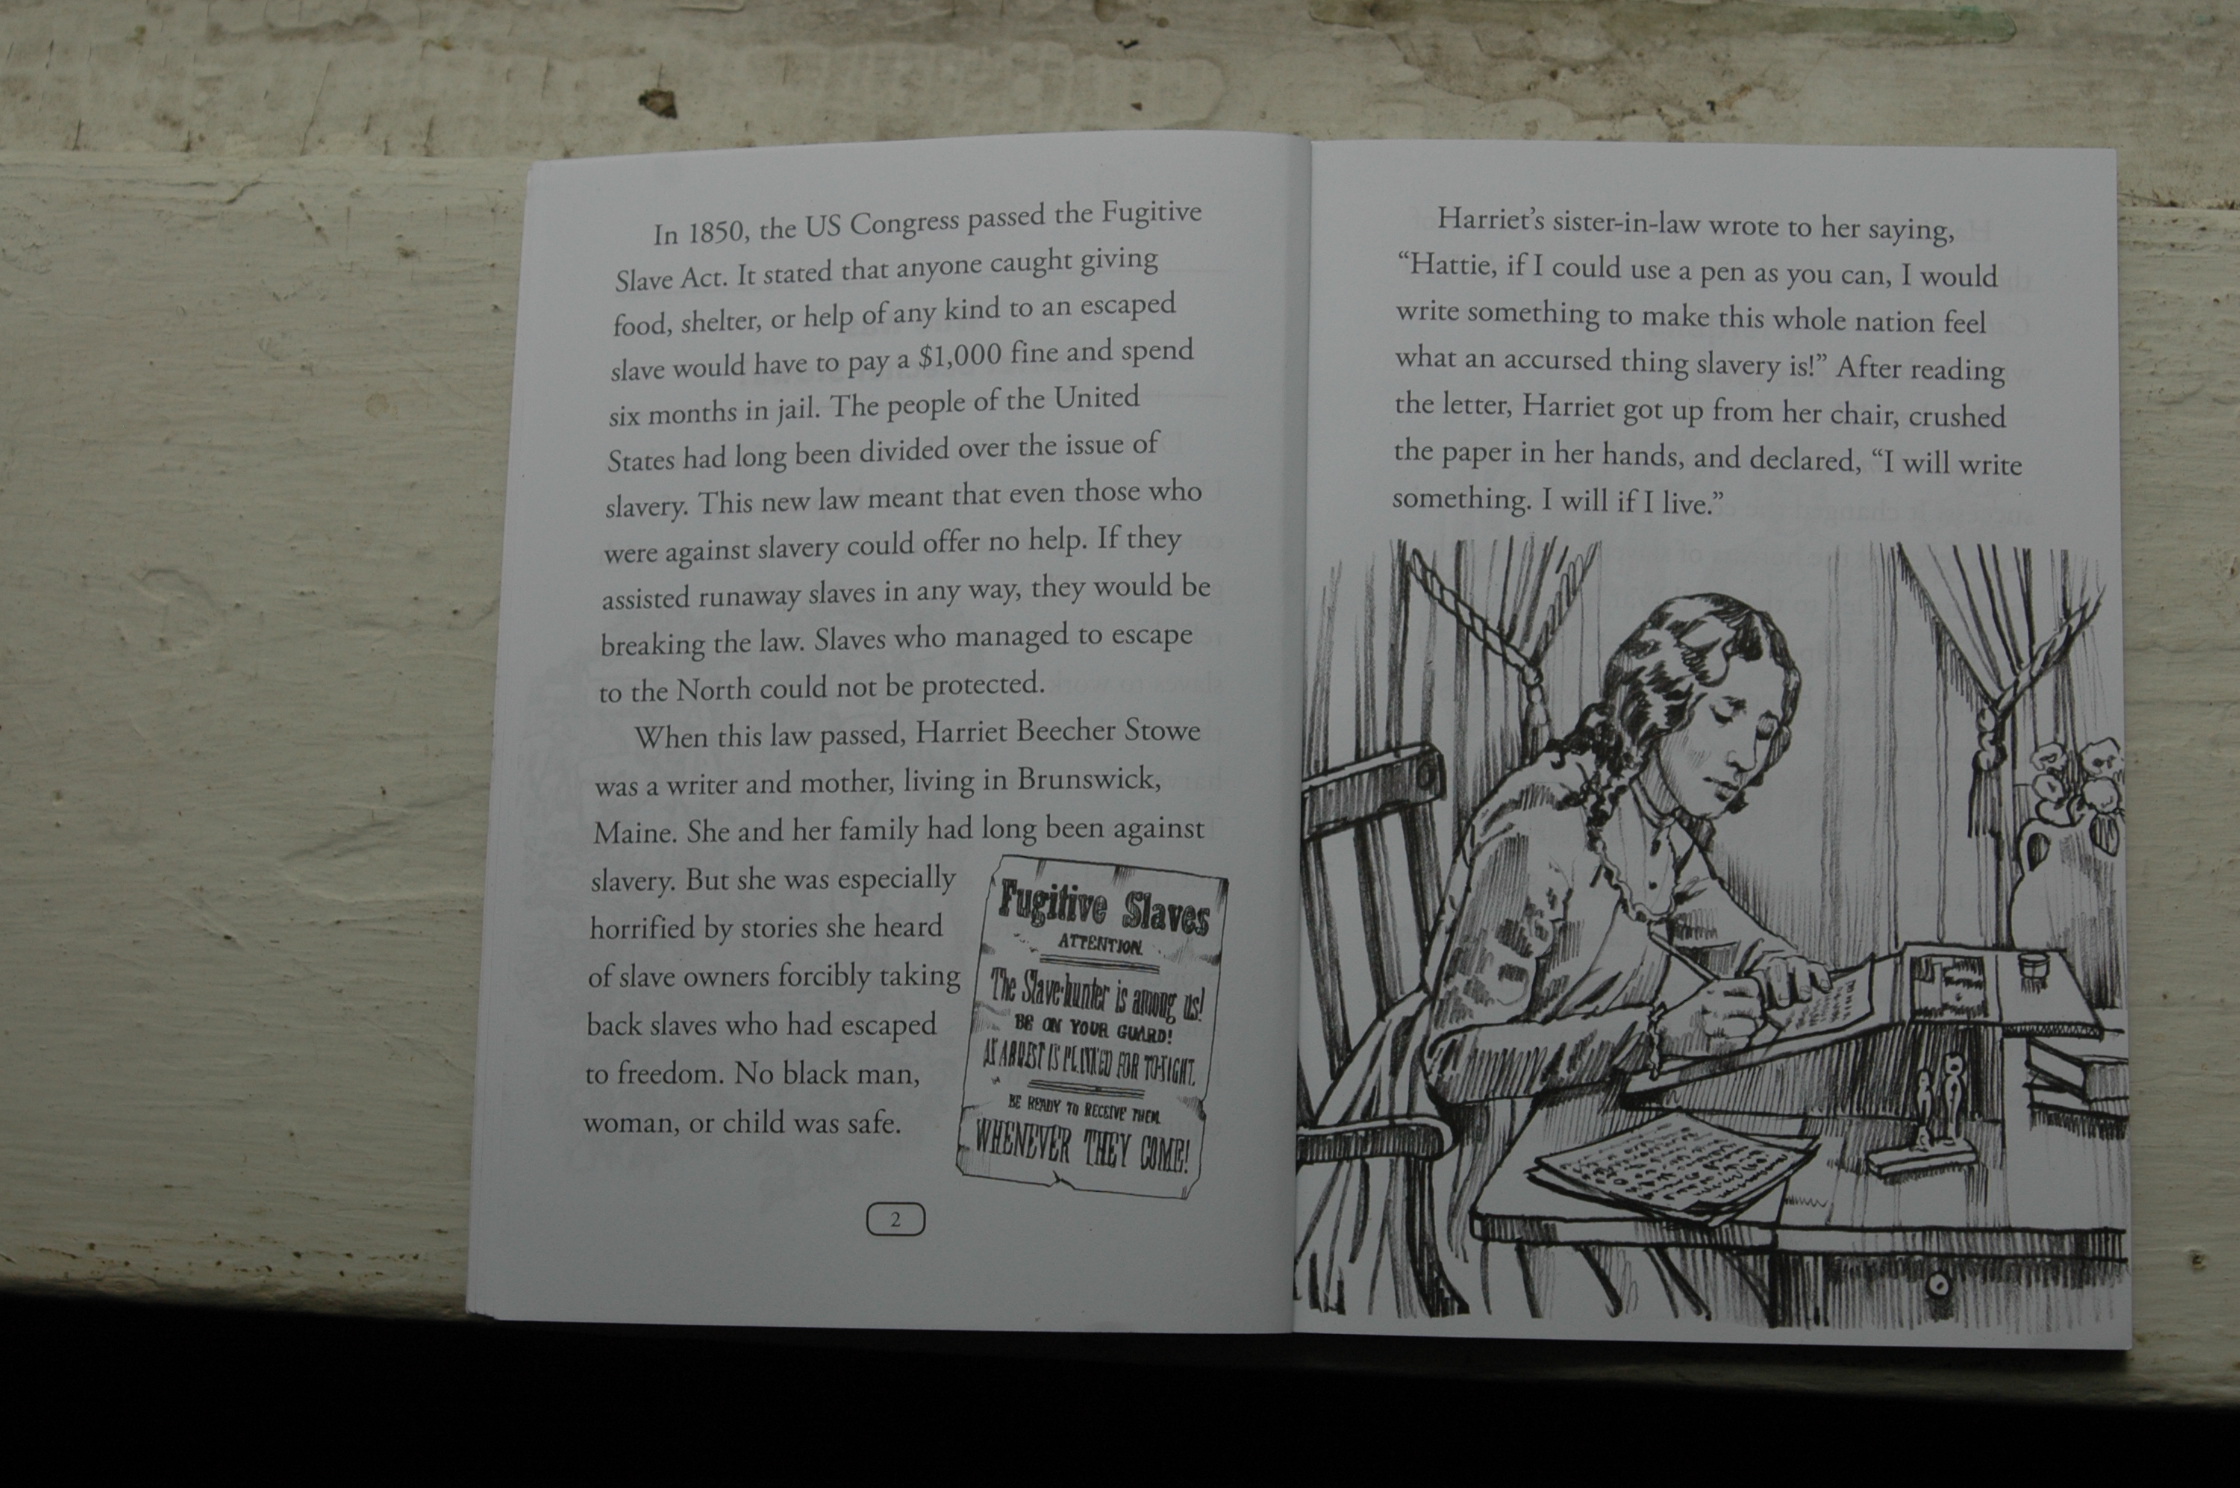 In 1850, the US Congress passed the Fugitive
Slave Act. It stated that anyone caught giving
food, shelter, or help of any kind to an escaped
slave would have to pay a $1,000 fine and spend
six months in jail. The people of the United
States had long been divided over the issue of
slavery. This new law meant that even those who
were against slavery could offer no help. If they
assisted runaway slaves in any way, they would be
breaking the law. Slaves who managed to escape
to the North could not be protected.
When this law passed, Harriet Beecher Stowe
was a writer and mother, living in Brunswick,
Maine. She and her family had long been against
slavery. But she was especially
horrified by stories she heard
of slave owners forcibly taking
back slaves who had escaped
to freedom. No black man,
woman, or child was safe.
Fugitive Slaves
ATTENTION.
The Slave-hunter is among us!
BE ON YOUR GUARD!
AN ARREST IS PLANNED FOR TO-NIGHT.
BE READY TO RECEIVE THEM,
WHENEVER THEY COME!
2
Harriet's sister-in-law wrote to her saying,
“Hattie, if I could use a pen as you can, I would
write something to make this whole nation feel
what an accursed thing slavery is!” After reading
the letter, Harriet got up from her chair, crushed
the paper in her hands, and declared, “I will write
something. I will if I live.”